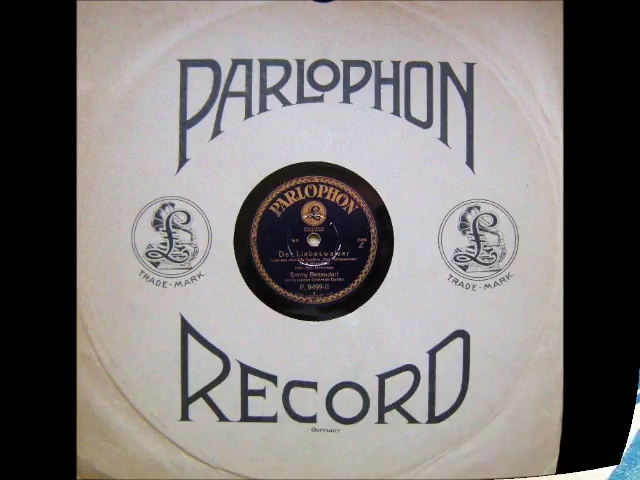 PARLOPHON
PARLOPHON
Der Liebeswalzer
Emmy Bettendorf
P. 9499-II
TRADE-MARK.
TRADE-MARK.
RECORD
Germany